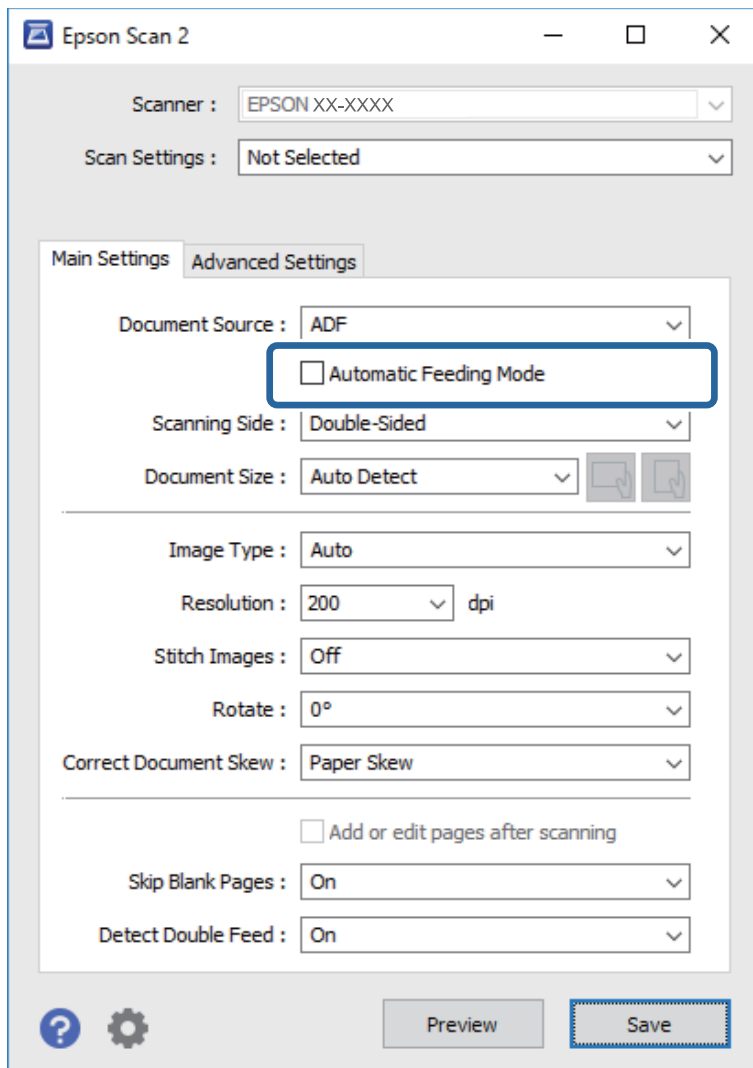 Epson Scan 2
Scanner : EPSON XX-XXXX
Scan Settings : Not Selected
Main Settings Advanced Settings
Document Source : ADF
Automatic Feeding Mode
Scanning Side : Double-Sided
Document Size : Auto Detect
Image Type : Auto
Resolution : 200 dpi
Stitch Images : Off
Rotate : 0°
Correct Document Skew : Paper Skew
Add or edit pages after scanning
Skip Blank Pages : On
Detect Double Feed : On
? Preview Save